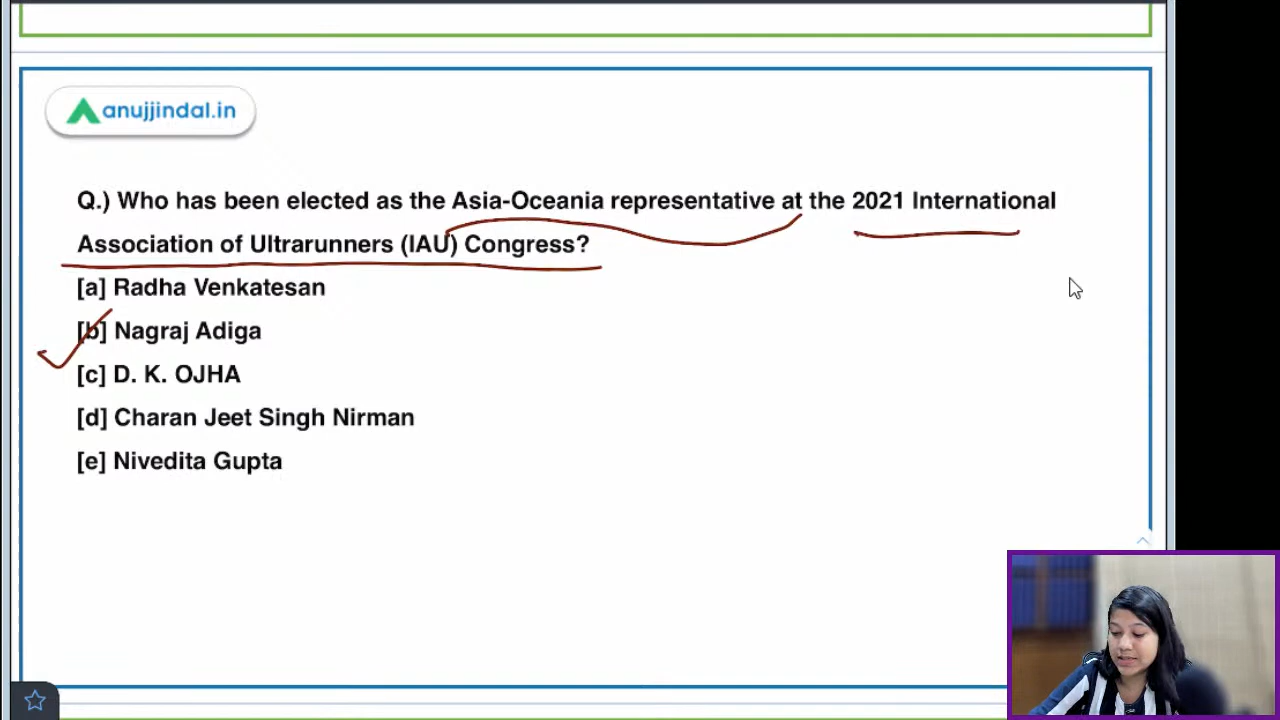 anujjindal.in
Q.) Who has been elected as the Asia-Oceania representative at the 2021 International
Association of Ultrarunners (IAU) Congress?
[a] Radha Venkatesan
[b] Nagraj Adiga
[c] D. K. OJHA
[d] Charan Jeet Singh Nirman
[e] Nivedita Gupta